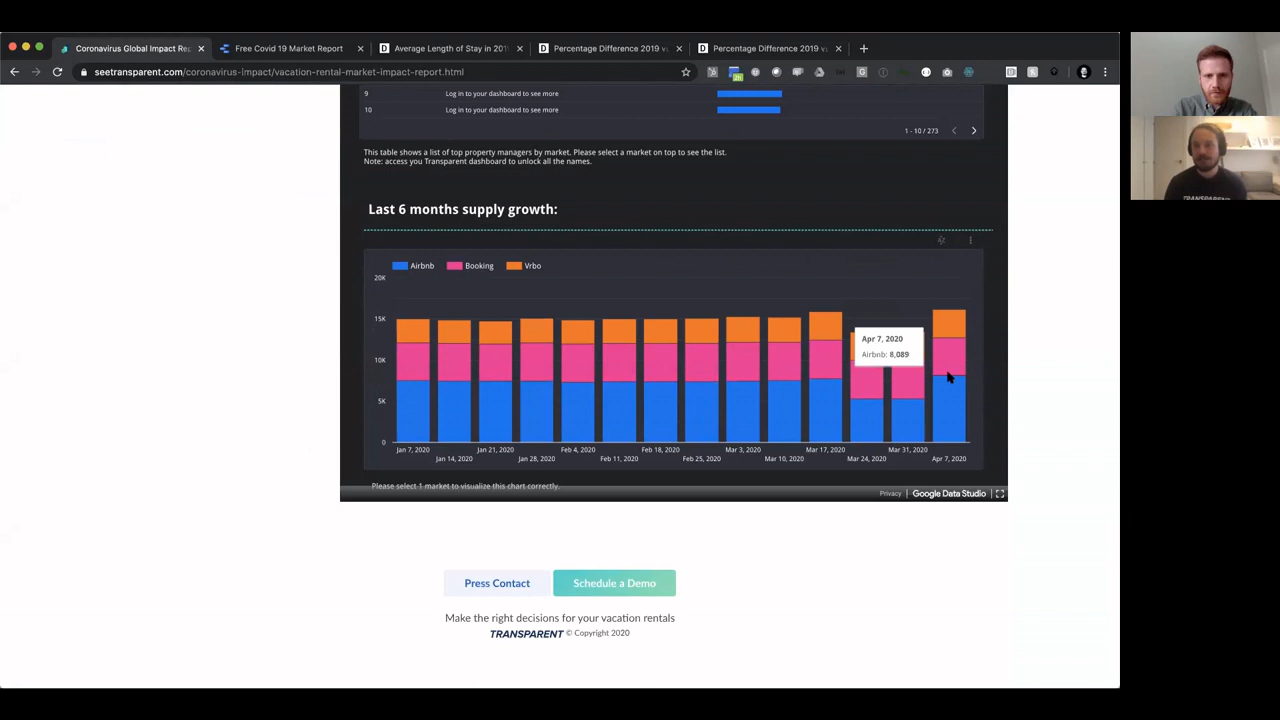 Coronavirus Global Impact Re
Free Covid 19 Market Report
Average Length of Stay in 201
Percentage Difference 2019 v
Percentage Difference 2019 v
seetransparent.com/coronavirus-impact/vacation-rental-market-impact-report.html
9 Log in to your dashboard to see more
10 Log in to your dashboard to see more
1 - 10 / 273
This table shows a list of top property managers by market. Please select a market on top to see the list.
Note: access you Transparent dashboard to unlock all the names.
Last 6 months supply growth:
Airbnb Booking Vrbo
20K
15K
10K
5K
0
Apr 7, 2020
Airbnb: 8,089
Jan 7, 2020 Jan 21, 2020 Feb 4, 2020 Feb 18, 2020 Mar 3, 2020 Mar 17, 2020 Mar 31, 2020
Jan 14, 2020 Jan 28, 2020 Feb 11, 2020 Feb 25, 2020 Mar 10, 2020 Mar 24, 2020 Apr 7, 2020
Please select 1 market to visualize this chart correctly.
Privacy Google Data Studio
Press Contact
Schedule a Demo
Make the right decisions for your vacation rentals
TRANSPARENT © Copyright 2020
TRANSPARENT